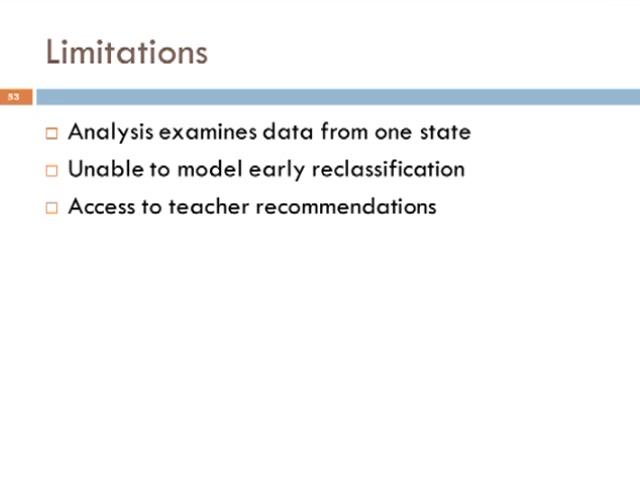 Limitations
53
Analysis examines data from one state
Unable to model early reclassification
Access to teacher recommendations